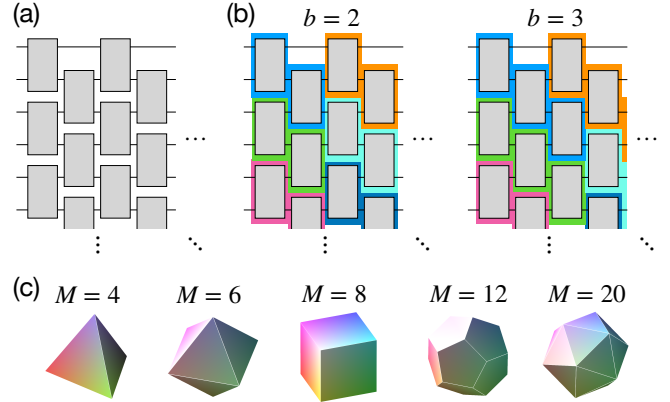 (a)
(b)
b = 2
b = 3
...
...
...
⋮
⋱
⋮
⋱
⋮
⋱
(c)
M = 4
M = 6
M = 8
M = 12
M = 20